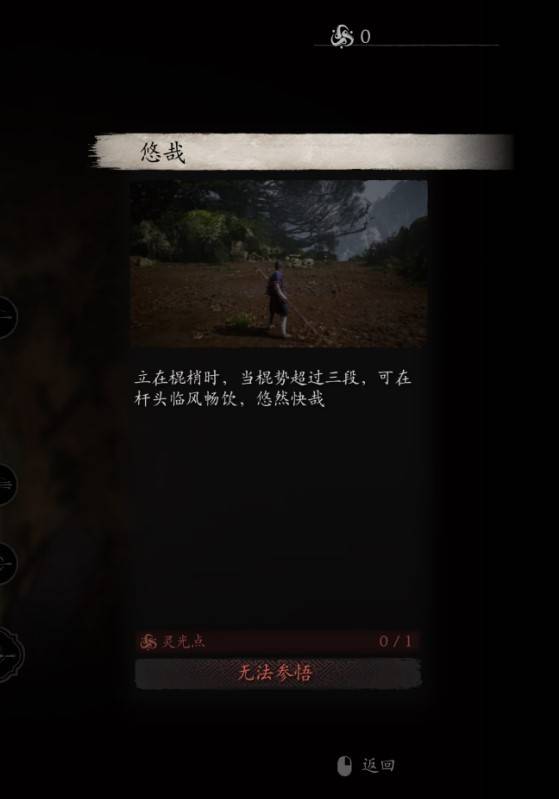 0
悠哉
立在棍梢时，当棍势超过三段，可在
杆头临风畅饮，悠然快哉
灵光点 0 / 1
无法参悟
返回